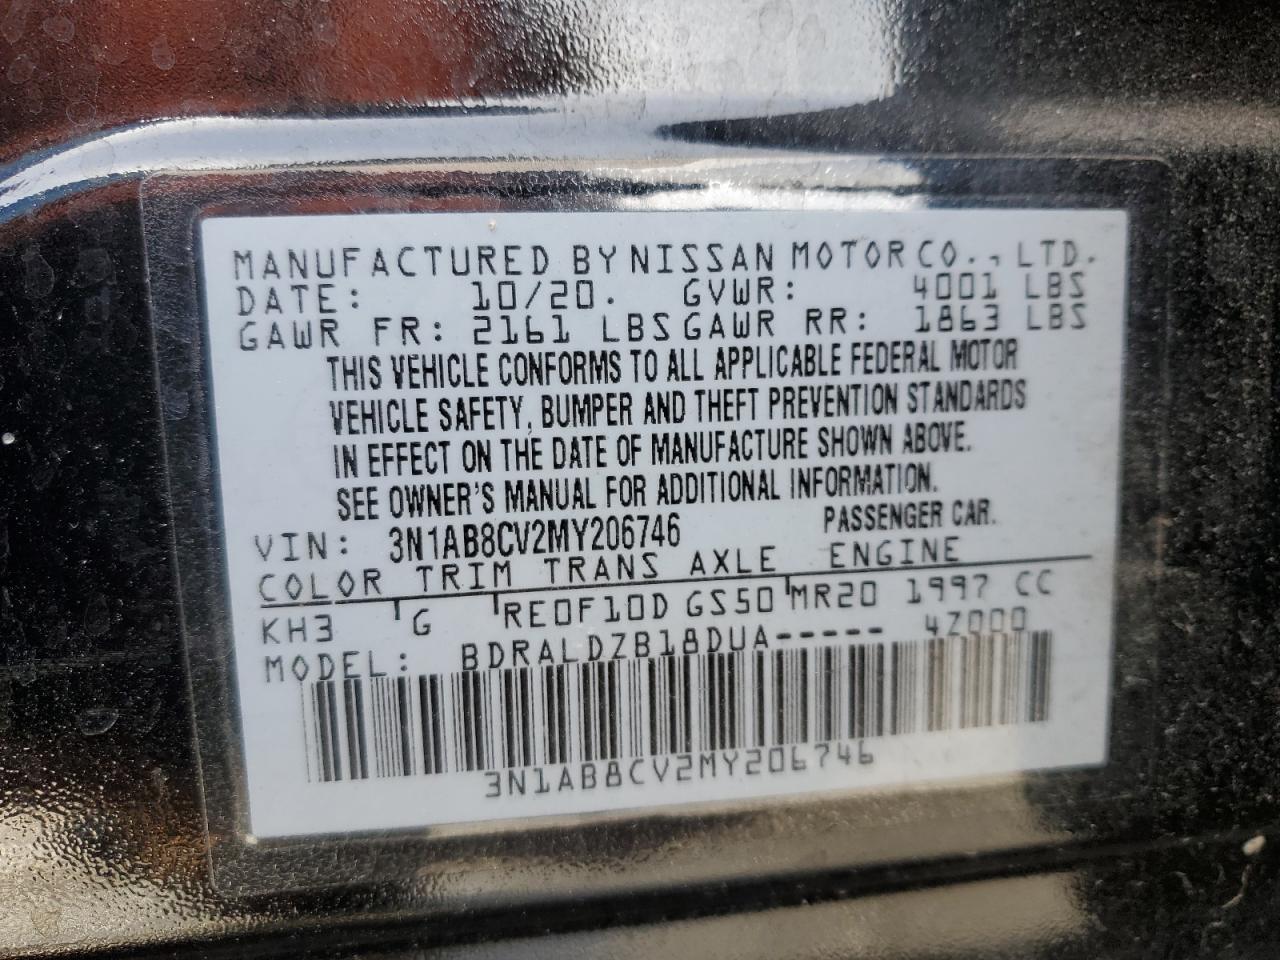 MANUFACTURED BY NISSAN MOTOR CO., LTD.
DATE: 10/20. GVWR: 4001 LBS
GAWR FR: 2161 LBS GAWR RR: 1863 LBS
THIS VEHICLE CONFORMS TO ALL APPLICABLE FEDERAL MOTOR
VEHICLE SAFETY, BUMPER AND THEFT PREVENTION STANDARDS
IN EFFECT ON THE DATE OF MANUFACTURE SHOWN ABOVE.
SEE OWNER'S MANUAL FOR ADDITIONAL INFORMATION.
VIN: 3N1AB8CV2MY206746 PASSENGER CAR.
COLOR TRIM TRANS AXLE ENGINE
KH3 G RE0F10D GS50 MR20 1997 CC
MODEL: BDRALDZB18DUA----- 4Z000
3N1AB8CV2MY206746